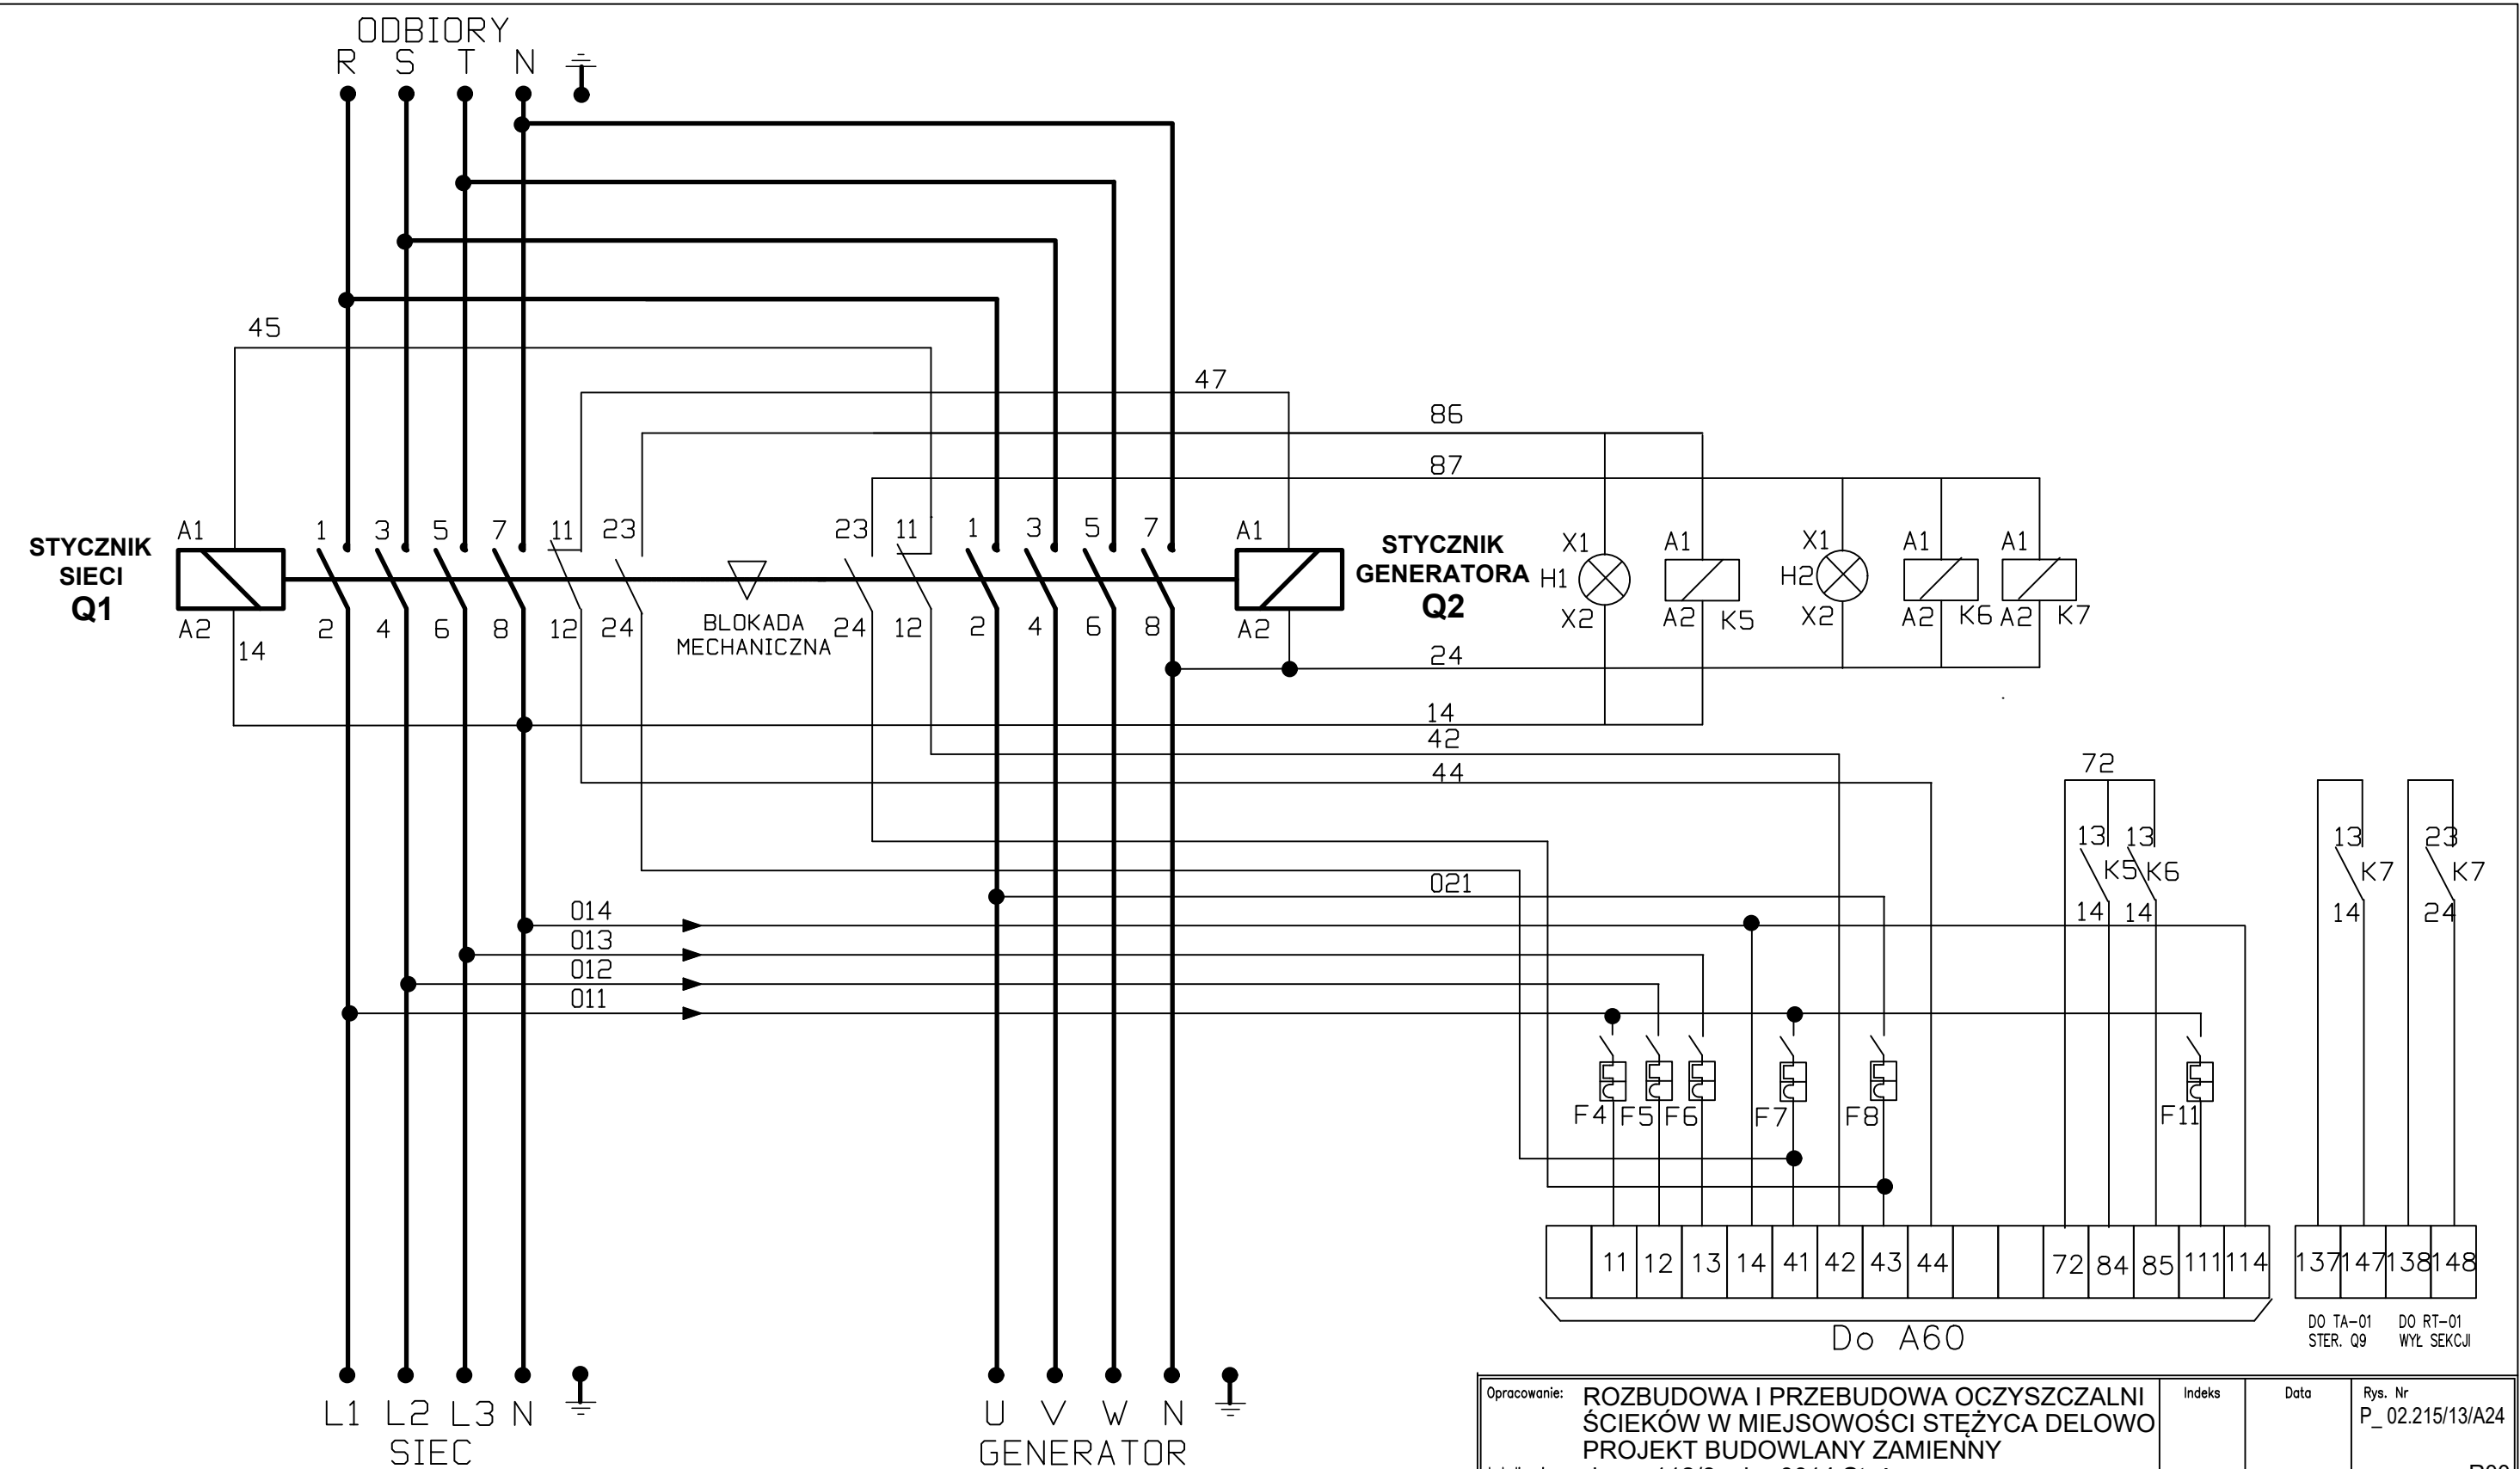 ODBIORY
R S T N
45
47
86
87
A1 1 3 5 7 11 23
23 11 1 3 5 7 A1
STYCZNIK
SIECI
Q1
STYCZNIK
GENERATORA
Q2
X1 A1 X1 A1 A1
H1 H2
X2 A2 K5 X2 A2 K6 A2 K7
A2 2 4 6 8 12 24
BLOKADA
MECHANICZNA
24 12 2 4 6 8 A2
14
24
14
42
44
72
13 13 13 23
K5 K6 K7 K7
14 14 14 24
021
014
013
012
011
F4 F5 F6 F7 F8 F11
11 12 13 14 41 42 43 44 72 84 85 111 114 137 147 138 148
Do A60
DO TA-01
STER. Q9
DO RT-01
WYŁ SEKCJI
L1 L2 L3 N
SIEC
U V W N
GENERATOR
Opracowanie: ROZBUDOWA I PRZEBUDOWA OCZYSZCZALNI
ŚCIEKÓW W MIEJSOWOŚCI STĘŻYCA DELOWO
PROJEKT BUDOWLANY ZAMIENNY
Indeks Data Rys. Nr
P_ 02.215/13/A24